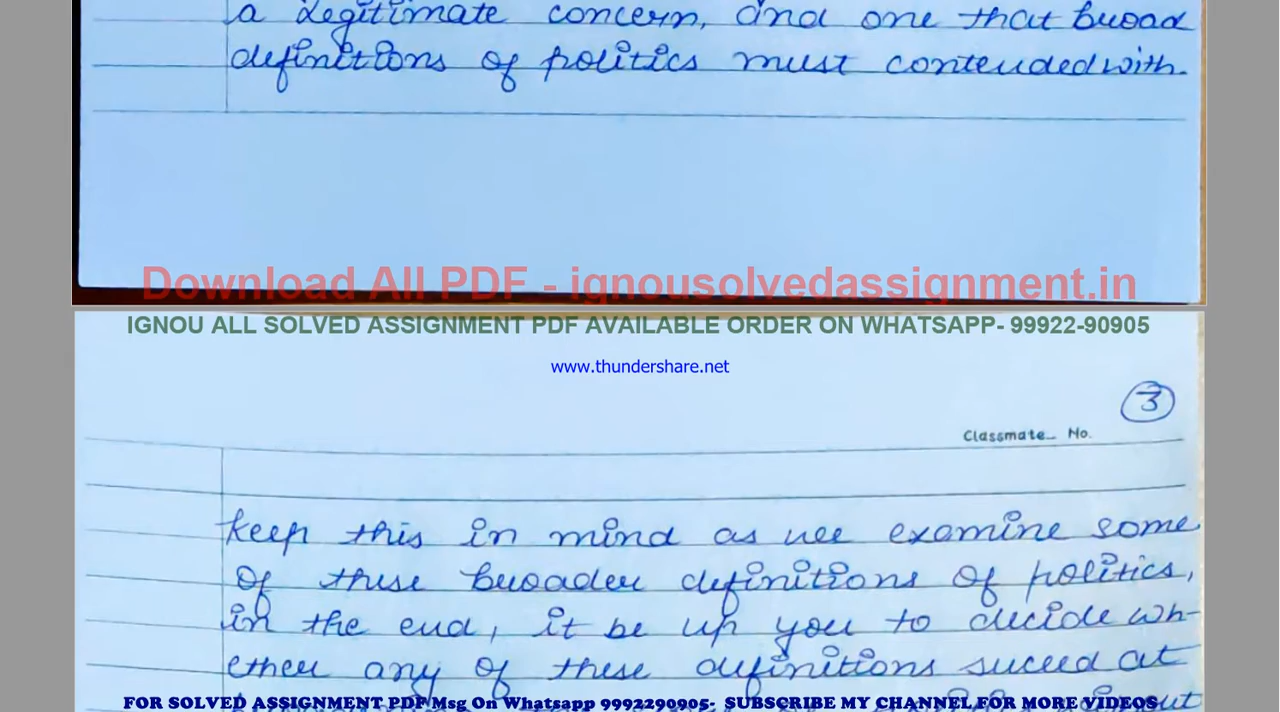 a legitimate concern, and one that broad
definitions of politics must contended with.
Download All PDF - ignousolvedassignment.in
IGNOU ALL SOLVED ASSIGNMENT PDF AVAILABLE ORDER ON WHATSAPP- 99922-90905
www.thundershare.net
3
Classmate No.
keep this in mind as we examine some
of these broader definitions of politics,
in the end, it be up you to decide wh-
ether any of these definitions suceed at
FOR SOLVED ASSIGNMENT PDF Msg On Whatsapp 9992290905- SUBSCRIBE MY CHANNEL FOR MORE VIDEOS